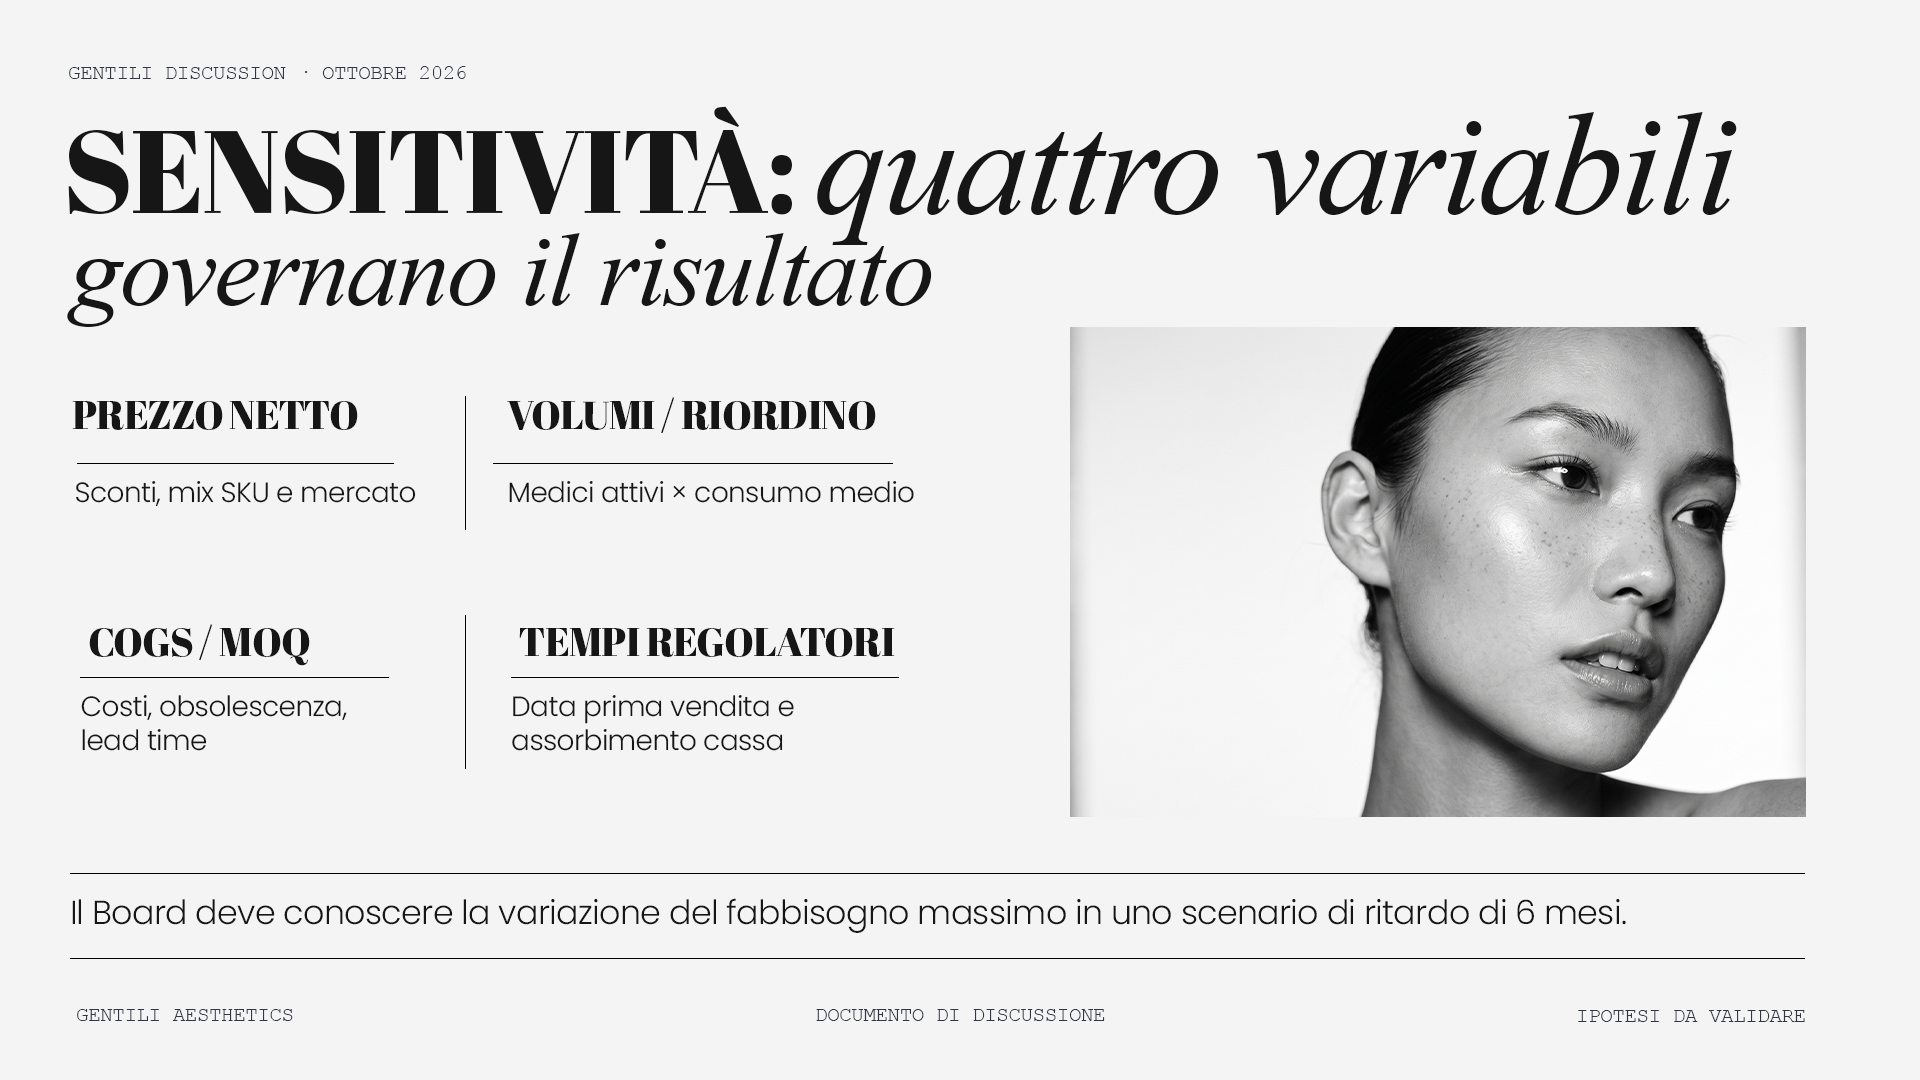 GENTILI DISCUSSION · OTTOBRE 2026
SENSITIVITÀ: quattro variabili
governano il risultato
PREZZO NETTO
Sconti, mix SKU e mercato
VOLUMI / RIORDINO
Medici attivi × consumo medio
COGS / MOQ
Costi, obsolescenza,
lead time
TEMPI REGOLATORI
Data prima vendita e
assorbimento cassa
Il Board deve conoscere la variazione del fabbisogno massimo in uno scenario di ritardo di 6 mesi.
GENTILI AESTHETICS
DOCUMENTO DI DISCUSSIONE
IPOTESI DA VALIDARE